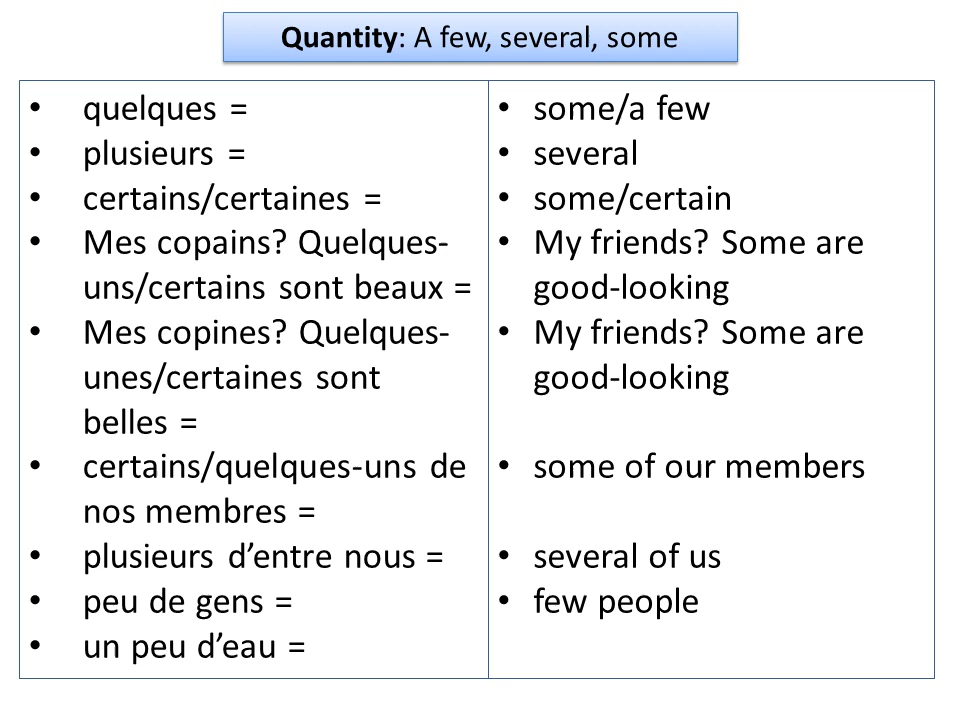 Quantity: A few, several, some
• quelques =
• plusieurs =
• certains/certaines =
• Mes copains? Quelques-
uns/certains sont beaux =
• Mes copines? Quelques-
unes/certaines sont
belles =
• certains/quelques-uns de
nos membres =
• plusieurs d’entre nous =
• peu de gens =
• un peu d’eau =
• some/a few
• several
• some/certain
• My friends? Some are
good-looking
• My friends? Some are
good-looking
• some of our members
• several of us
• few people